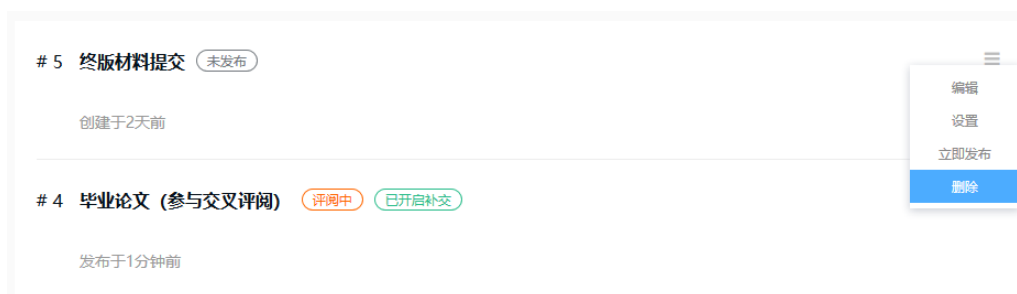 # 5 终版材料提交 未发布
创建于2天前
编辑
设置
立即发布
删除
# 4 毕业论文（参与交叉评阅） 评阅中 已开启补交
发布于1分钟前